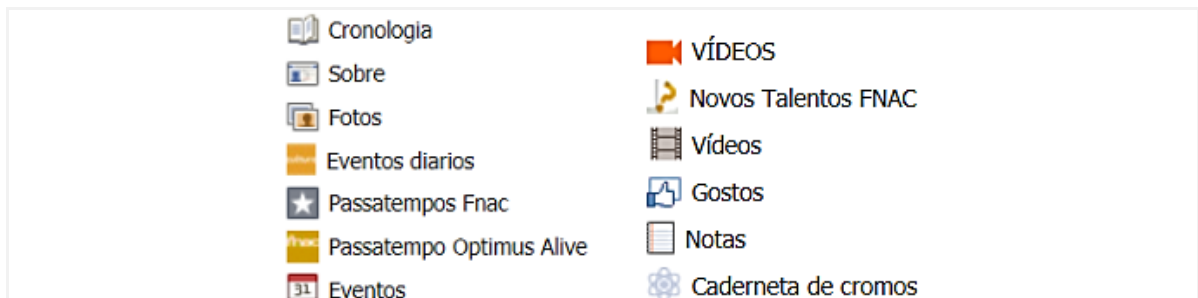 Cronologia
Sobre
Fotos
Eventos diarios
Passatempos Fnac
Passatempo Optimus Alive
31 Eventos
VÍDEOS
Novos Talentos FNAC
Vídeos
Gostos
Notas
Caderneta de cromos